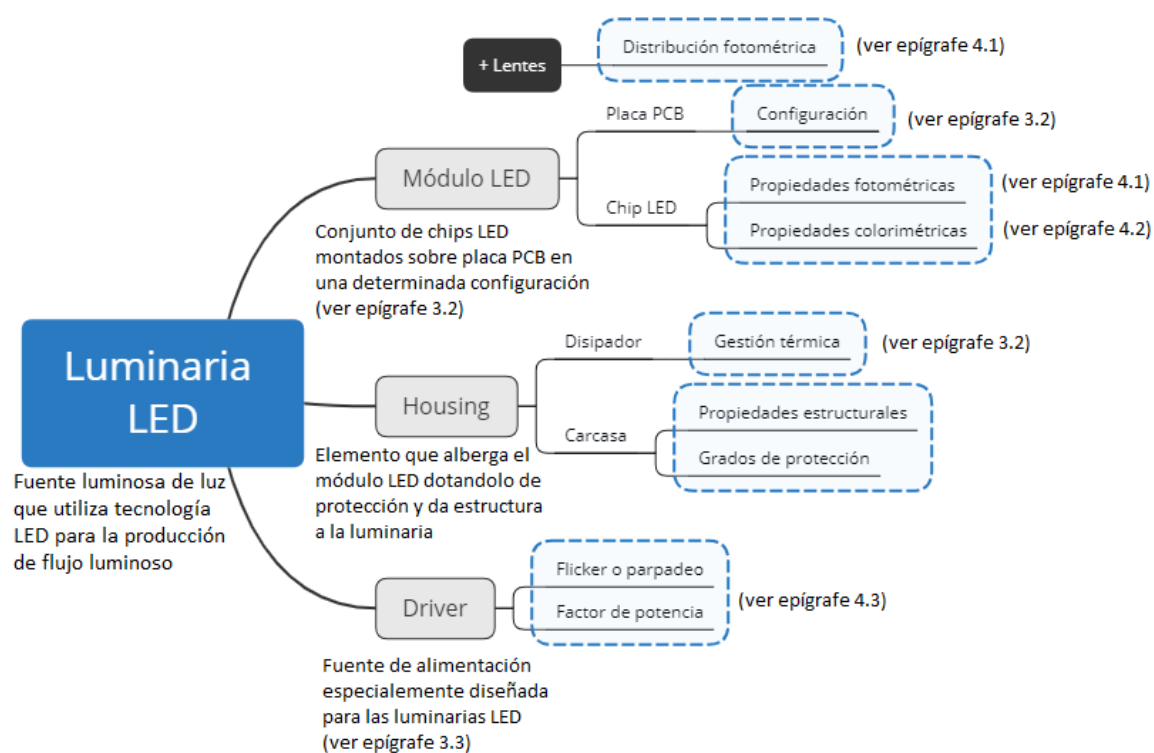 + Lentes
Distribución fotométrica
(ver epígrafe 4.1)
Módulo LED
Conjunto de chips LED
montados sobre placa PCB en
una determinada configuración
(ver epígrafe 3.2)
Placa PCB
Configuración
(ver epígrafe 3.2)
Chip LED
Propiedades fotométricas
(ver epígrafe 4.1)
Propiedades colorimétricas
(ver epígrafe 4.2)
Luminaria
LED
Fuente luminosa de luz
que utiliza tecnología
LED para la producción
de flujo luminoso
Housing
Elemento que alberga el
módulo LED dotandolo de
protección y da estructura
a la luminaria
Disipador
Gestión térmica
(ver epígrafe 3.2)
Carcasa
Propiedades estructurales
Grados de protección
Driver
Fuente de alimentación
especialemente diseñada
para las luminarias LED
(ver epígrafe 3.3)
Flicker o parpadeo
Factor de potencia
(ver epígrafe 4.3)